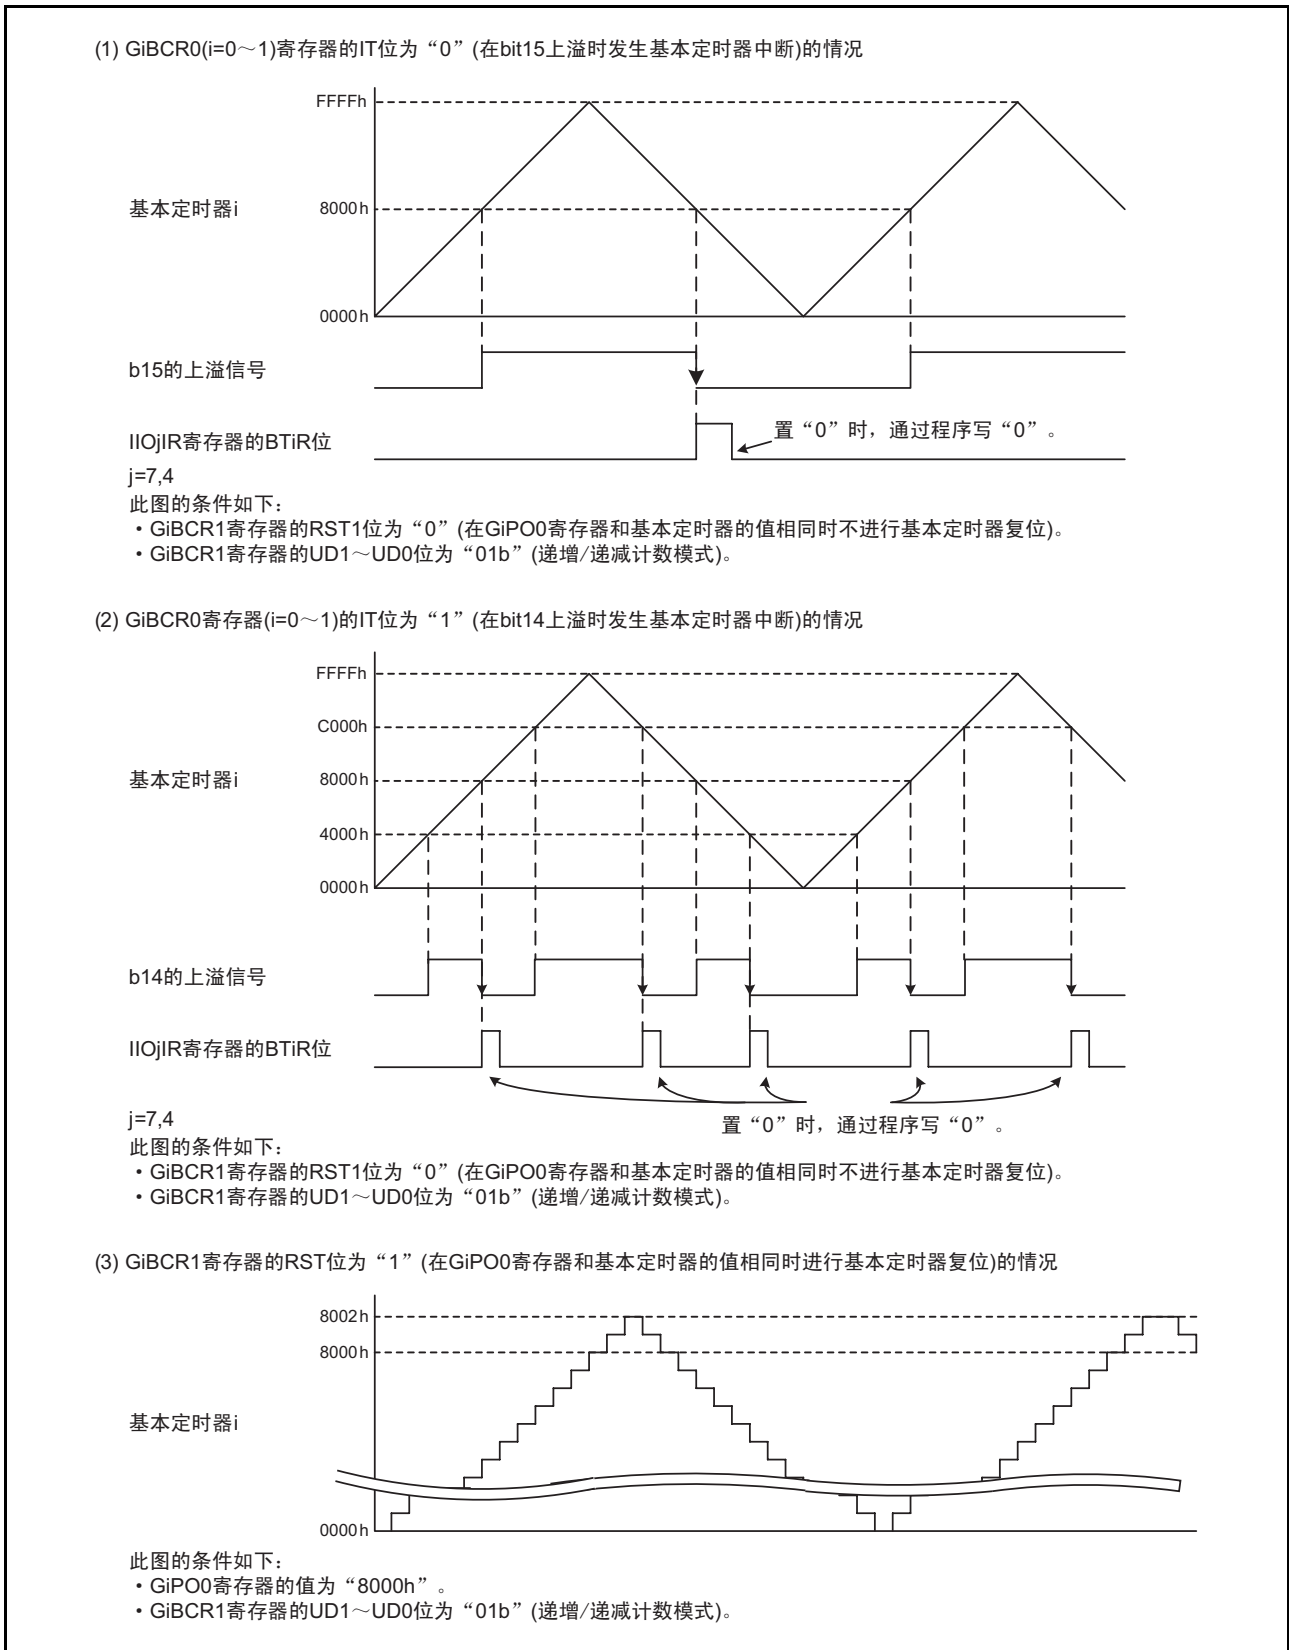 (1) GiBCR0(i=0～1)寄存器的IT位为“0”(在bit15上溢时发生基本定时器中断)的情况
FFFFh
基本定时器i
8000h
0000h
b15的上溢信号
IIOjIR寄存器的BTiR位
置“0”时，通过程序写“0”。
j=7,4
此图的条件如下：
・GiBCR1寄存器的RST1位为“0”(在GiPO0寄存器和基本定时器的值相同时不进行基本定时器复位)。
・GiBCR1寄存器的UD1～UD0位为“01b”(递增/递减计数模式)。
(2) GiBCR0寄存器(i=0～1)的IT位为“1”(在bit14上溢时发生基本定时器中断)的情况
FFFFh
C000h
基本定时器i
8000h
4000h
0000h
b14的上溢信号
IIOjIR寄存器的BTiR位
j=7,4
置“0”时，通过程序写“0”。
此图的条件如下：
・GiBCR1寄存器的RST1位为“0”(在GiPO0寄存器和基本定时器的值相同时不进行基本定时器复位)。
・GiBCR1寄存器的UD1～UD0位为“01b”(递增/递减计数模式)。
(3) GiBCR1寄存器的RST位为“1”(在GiPO0寄存器和基本定时器的值相同时进行基本定时器复位)的情况
8002h
8000h
基本定时器i
0000h
此图的条件如下：
・GiPO0寄存器的值为“8000h”。
・GiBCR1寄存器的UD1～UD0位为“01b”(递增/递减计数模式)。